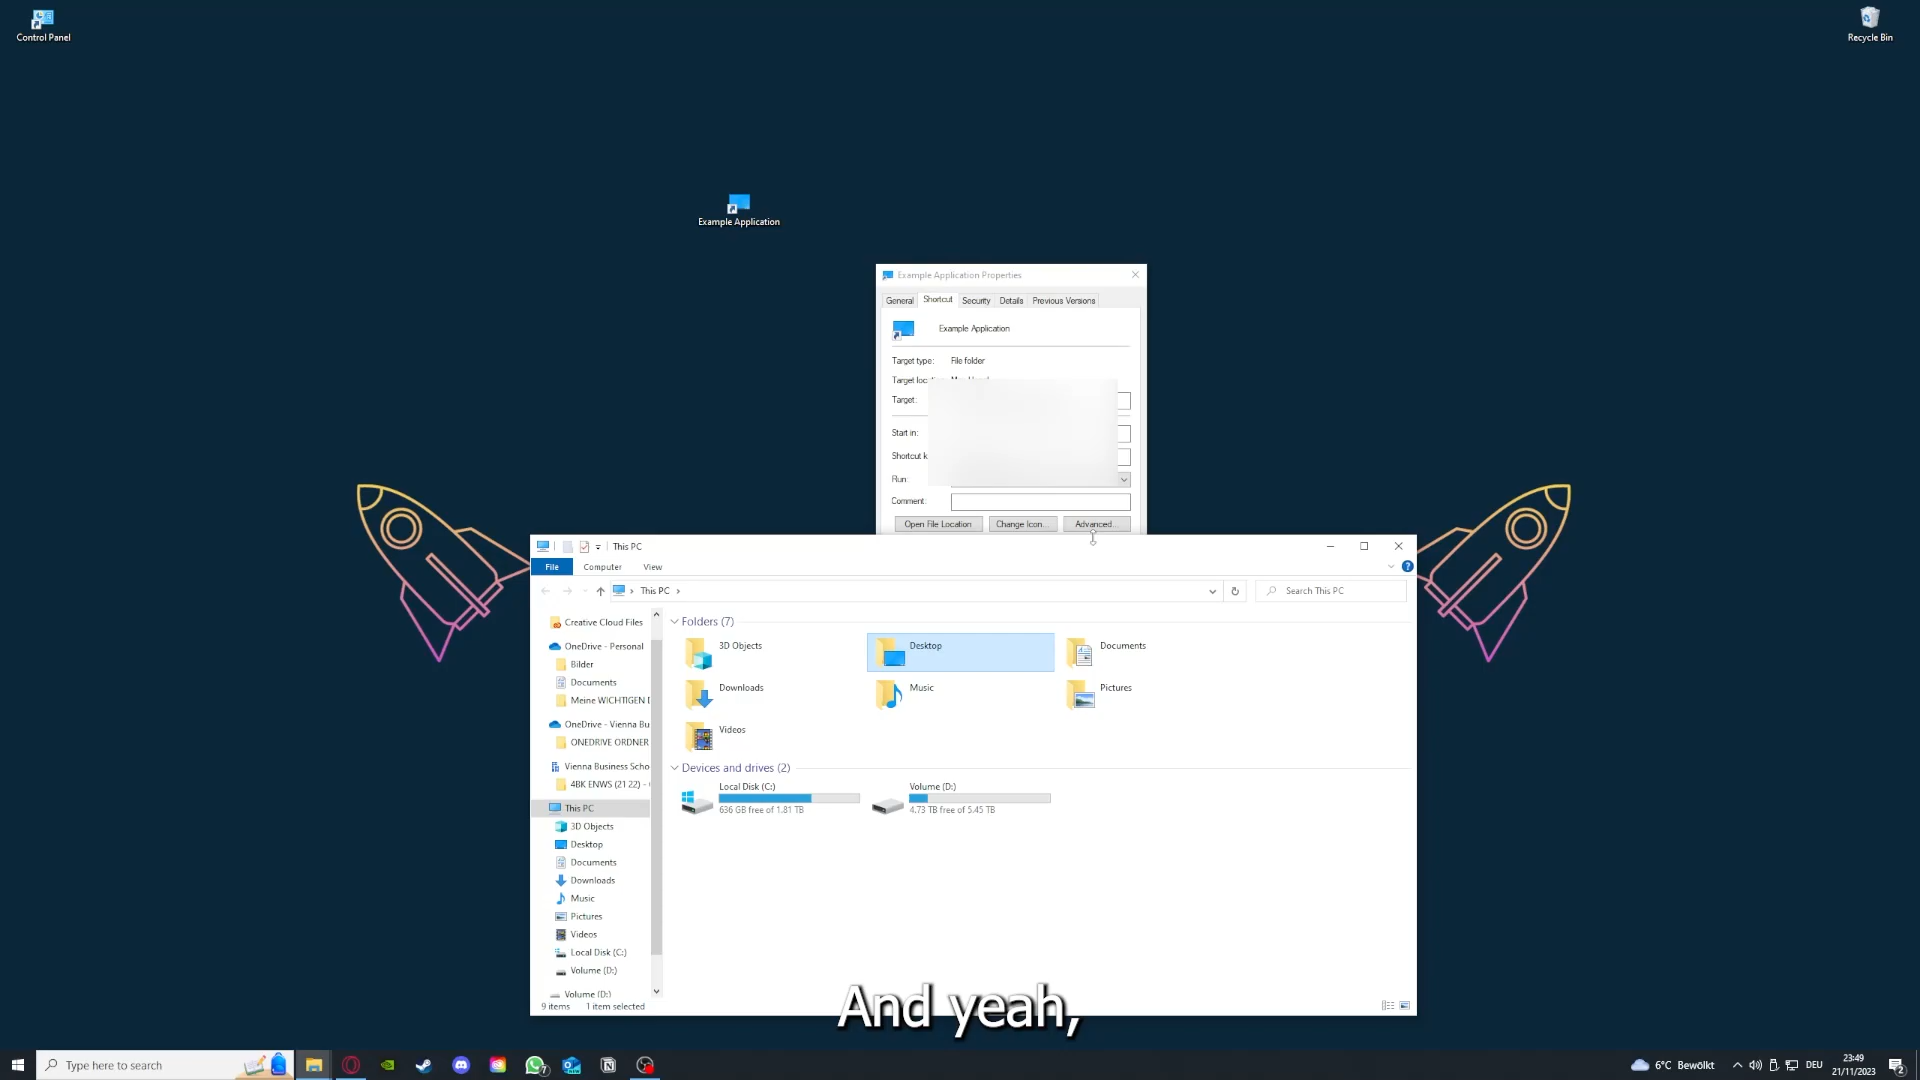 Control Panel
Recycle Bin
Example Application
Example Application Properties
General Shortcut Security Details Previous Versions
Example Application
Target type: File folder
Target loc
Target:
Start in:
Shortcut k
Run:
Comment:
Open File Location Change Icon... Advanced...
This PC
File Computer View
This PC
Search This PC
Creative Cloud Files
OneDrive - Personal
Bilder
Documents
Meine WICHTIGEN
OneDrive - Vienna Bu
ONEDRIVE ORDNER
Vienna Business Scho
4BK ENWS (21 22) -
This PC
3D Objects
Desktop
Documents
Downloads
Music
Pictures
Videos
Local Disk (C:)
Volume (D:)
Volume (D:)
Folders (7)
3D Objects
Desktop
Documents
Downloads
Music
Pictures
Videos
Devices and drives (2)
Local Disk (C:)
636 GB free of 1.81 TB
Volume (D:)
4.73 TB free of 5.45 TB
9 items 1 item selected
And yeah,
Type here to search
7
6°C Bewölkt
DEU
23:49
21/11/2023
2